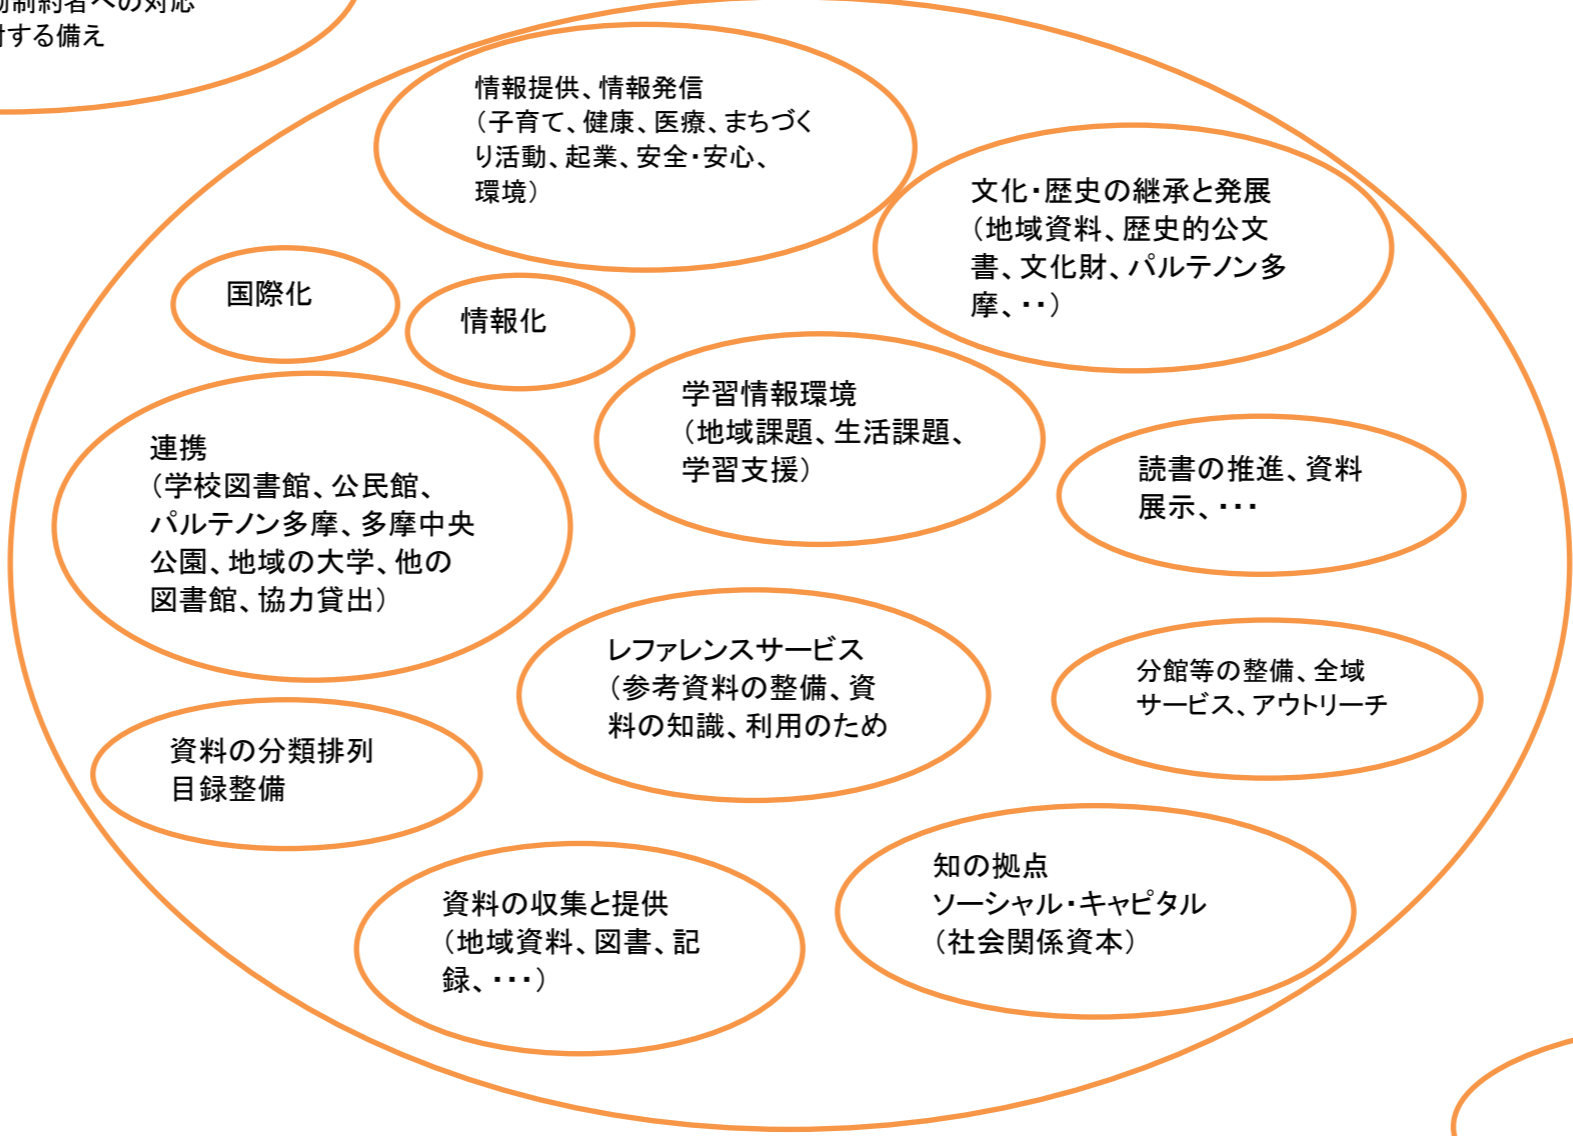 動制約者への対応
対する備え
情報提供、情報発信
（子育て、健康、医療、まちづく
り活動、起業、安全・安心、
環境）
文化・歴史の継承と発展
（地域資料、歴史的公文
書、文化財、パルテノン多
摩、・・）
国際化
情報化
学習情報環境
（地域課題、生活課題、
学習支援）
連携
（学校図書館、公民館、
パルテノン多摩、多摩中央
公園、地域の大学、他の
図書館、協力貸出）
読書の推進、資料
展示、・・・
レファレンスサービス
（参考資料の整備、資
料の知識、利用のため
分館等の整備、全域
サービス、アウトリーチ
資料の分類排列
目録整備
知の拠点
ソーシャル・キャピタル
（社会関係資本）
資料の収集と提供
（地域資料、図書、記
録、・・・）